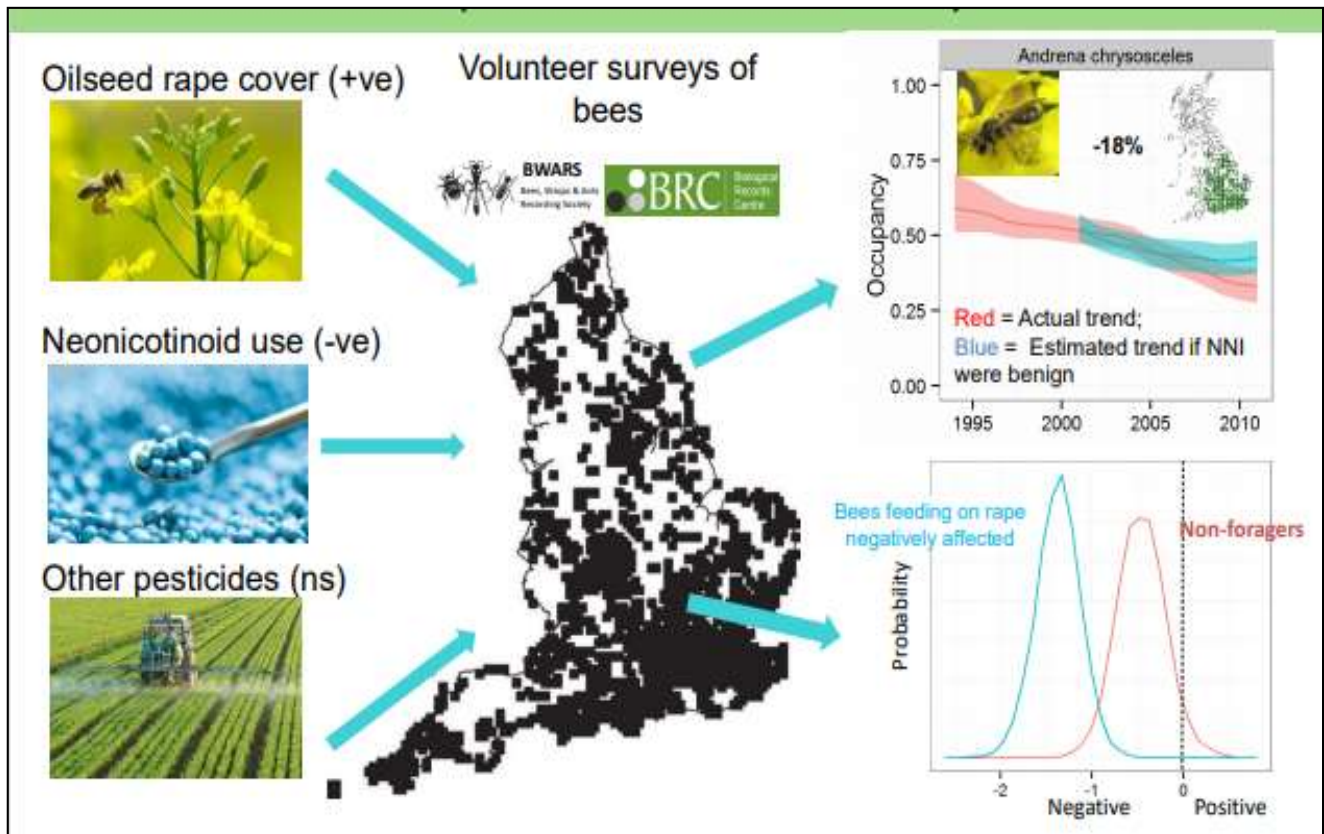 Oilseed rape cover (+ve)
Neonicotinoid use (-ve)
Other pesticides (ns)
Volunteer surveys of
bees
BWARS
Bees, Wasps & Ants
Recording Society
BRC
Biological
Records
Centre
Andrena chrysosceles
-18%
Occupancy
1.00
0.75
0.50
0.25
0.00
Red = Actual trend;
Blue = Estimated trend if NNI
were benign
1995
2000
2005
2010
Bees feeding on rape
negatively affected
Non-foragers
Probability
-2
-1
0
Negative
Positive